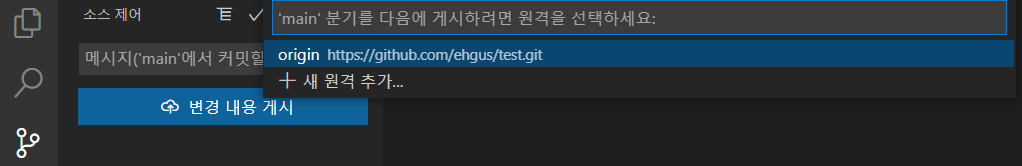 소스 제어
'main' 분기를 다음에 게시하려면 원격을 선택하세요:
origin https://github.com/ehgus/test.git
메시지('main'에서 커밋할
새 원격 추가...
변경 내용 게시